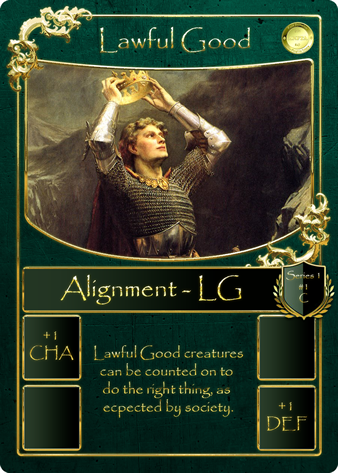 Lawful Good
Alignment - LG
Series 1
#1
C
+1
CHA
Lawful Good creatures
can be counted on to
do the right thing, as
ecpected by society.
+1
DEF